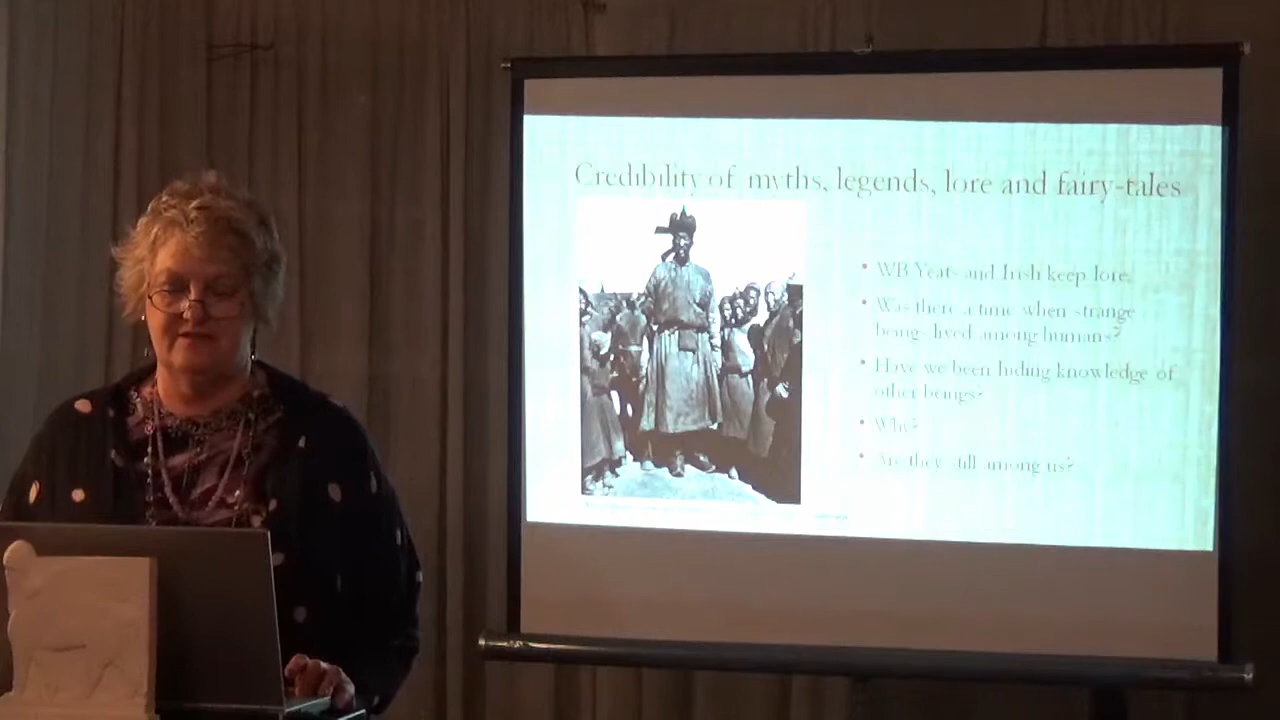 Credibility of myths, legends, lore and fairy-tales
WB Yeats and Irish keep lore.
Was there a time when strange
beings lived among humans?
Have we been hiding knowledge of
other beings?
Why?
Are they still among us?